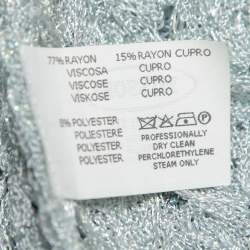 77% RAYON 15% RAYON CUPRO
VISCOSA CUPRO
VISCOSE CUPRO
VISKOSE CUPRO
8% POLYESTER
POLIESTERE PROFESSIONALLY
POLYESTER DRY CLEAN
POLYESTER PERCHLORETHYLENE
STEAM ONLY